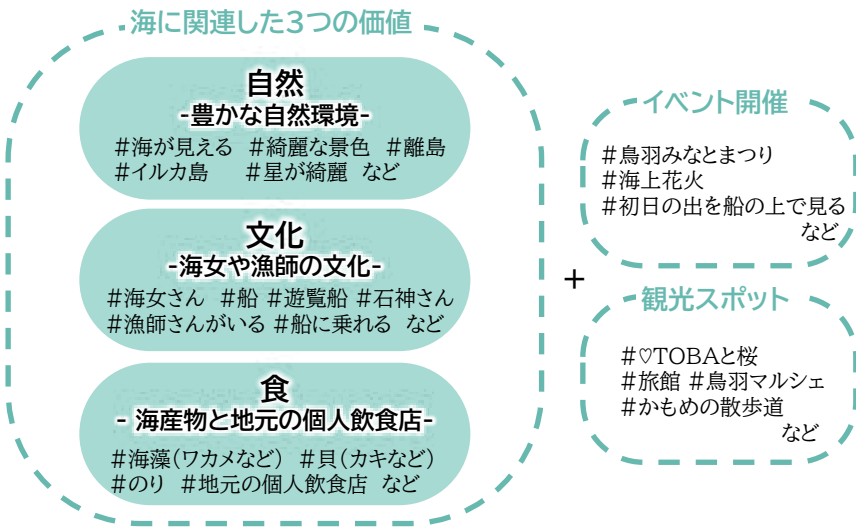 海に関連した3つの価値
自然
-豊かな自然環境-
#海が見える #綺麗な景色 #離島
#イルカ島 #星が綺麗 など
文化
-海女や漁師の文化-
#海女さん #船 #遊覧船 #石神さん
#漁師さんがいる #船に乗れる など
食
- 海産物と地元の個人飲食店-
#海藻(ワカメなど) #貝(カキなど)
#のり #地元の個人飲食店 など
+
イベント開催
#鳥羽みなとまつり
#海上花火
#初日の出を船の上で見る
など
観光スポット
#♡TOBAと桜
#旅館 #鳥羽マルシェ
#かもめの散歩道
など